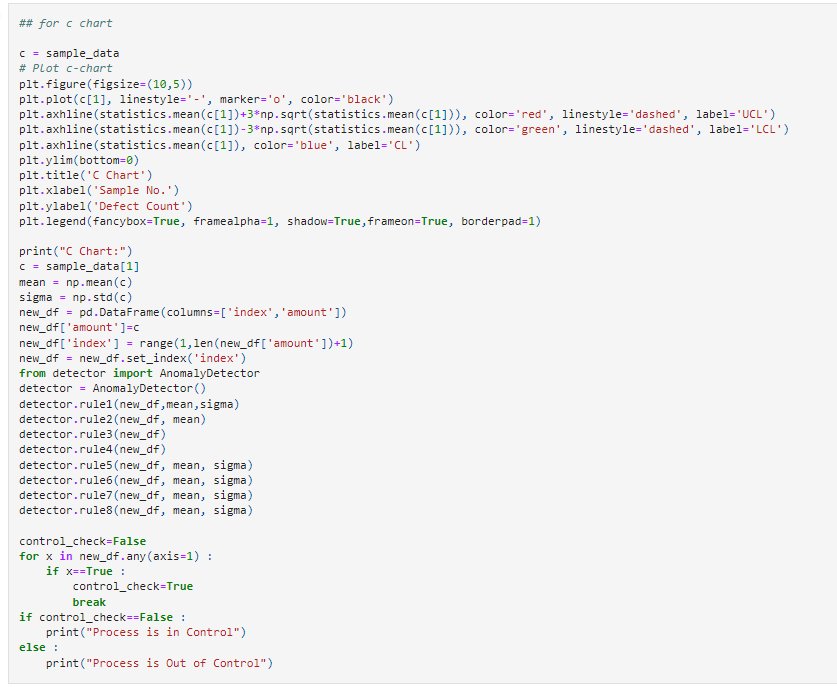 ## for c chart
c = sample_data
# Plot c-chart
plt.figure(figsize=(10,5))
plt.plot(c[1], linestyle='-', marker='o', color='black')
plt.axhline(statistics.mean(c[1])+3*np.sqrt(statistics.mean(c[1])), color='red', linestyle='dashed', label='UCL')
plt.axhline(statistics.mean(c[1])-3*np.sqrt(statistics.mean(c[1])), color='green', linestyle='dashed', label='LCL')
plt.axhline(statistics.mean(c[1]), color='blue', label='CL')
plt.ylim(bottom=0)
plt.title('C Chart')
plt.xlabel('Sample No.')
plt.ylabel('Defect Count')
plt.legend(fancybox=True, framealpha=1, shadow=True,frameon=True, borderpad=1)
print("C Chart:")
c = sample_data[1]
mean = np.mean(c)
sigma = np.std(c)
new_df = pd.DataFrame(columns=['index','amount'])
new_df['amount']=c
new_df['index'] = range(1,len(new_df['amount'])+1)
new_df = new_df.set_index('index')
from detector import AnomalyDetector
detector = AnomalyDetector()
detector.rule1(new_df,mean,sigma)
detector.rule2(new_df, mean)
detector.rule3(new_df)
detector.rule4(new_df)
detector.rule5(new_df, mean, sigma)
detector.rule6(new_df, mean, sigma)
detector.rule7(new_df, mean, sigma)
detector.rule8(new_df, mean, sigma)
control_check=False
for x in new_df.any(axis=1) :
    if x==True :
        control_check=True
        break
if control_check==False :
    print("Process is in Control")
else :
    print("Process is Out of Control")